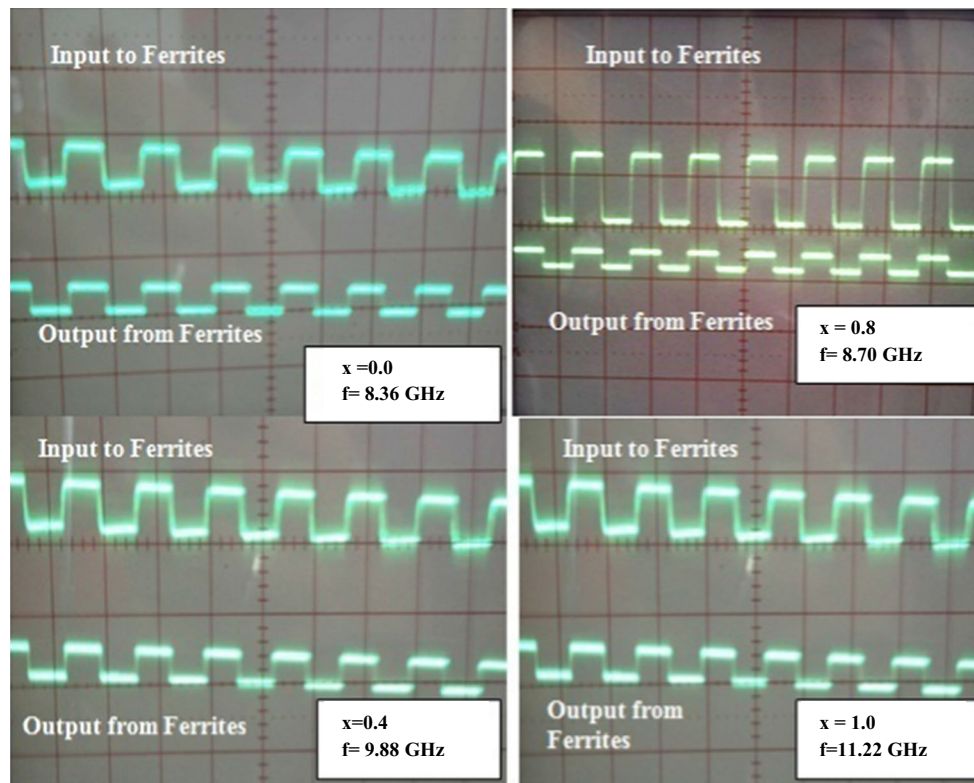 Input to Ferrites
Output from Ferrites
x =0.0
f= 8.36 GHz
Input to Ferrites
Output from Ferrites
x = 0.8
f= 8.70 GHz
Input to Ferrites
Output from Ferrites
x=0.4
f= 9.88 GHz
Input to Ferrites
Output from
Ferrites
x = 1.0
f=11.22 GHz